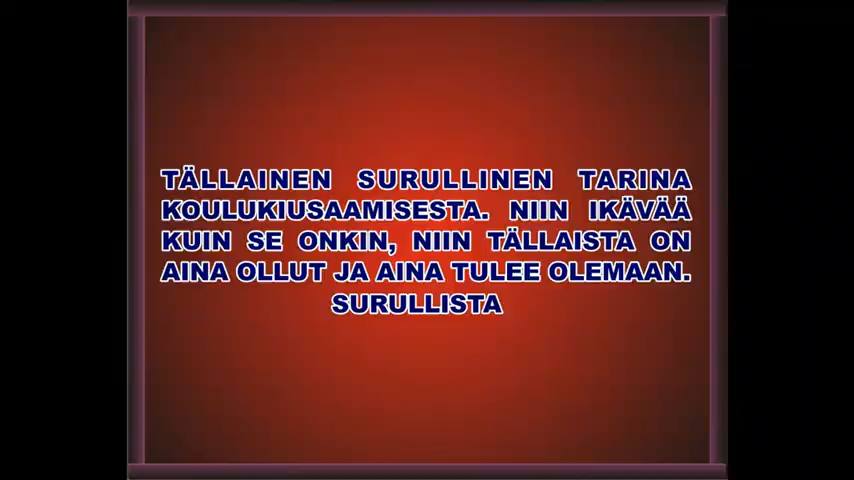 TÄLLAINEN SURULLINEN TARINA
KOULUKIUSAAMISESTA. NIIN IKÄVÄÄ
KUIN SE ONKIN, NIIN TÄLLAISTA ON
AINA OLLUT JA AINA TULEE OLEMAAN.
SURULLISTA